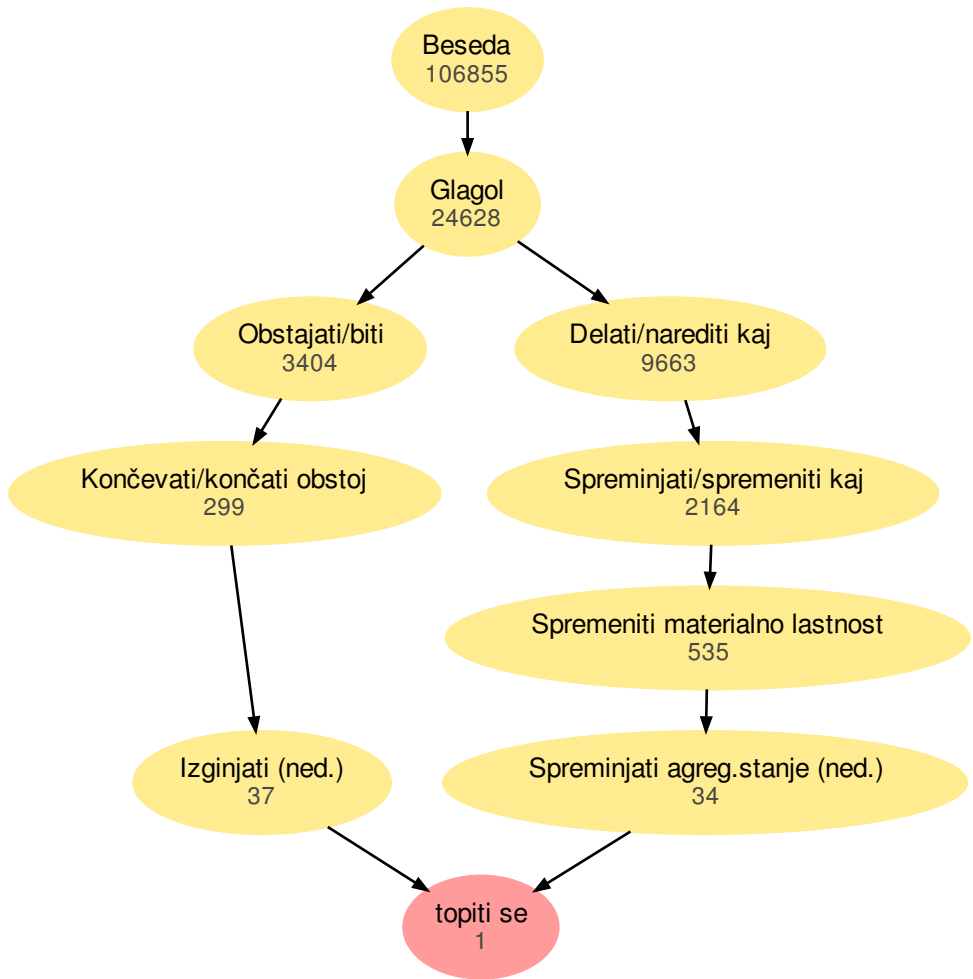 Beseda
106855
Glagol
24628
Obstajati/biti
3404
Delati/narediti kaj
9663
Končevati/končati obstoj
299
Spreminjati/spremeniti kaj
2164
Spremeniti materialno lastnost
535
Izginjati (ned.)
37
Spreminjati agreg.stanje (ned.)
34
topiti se
1